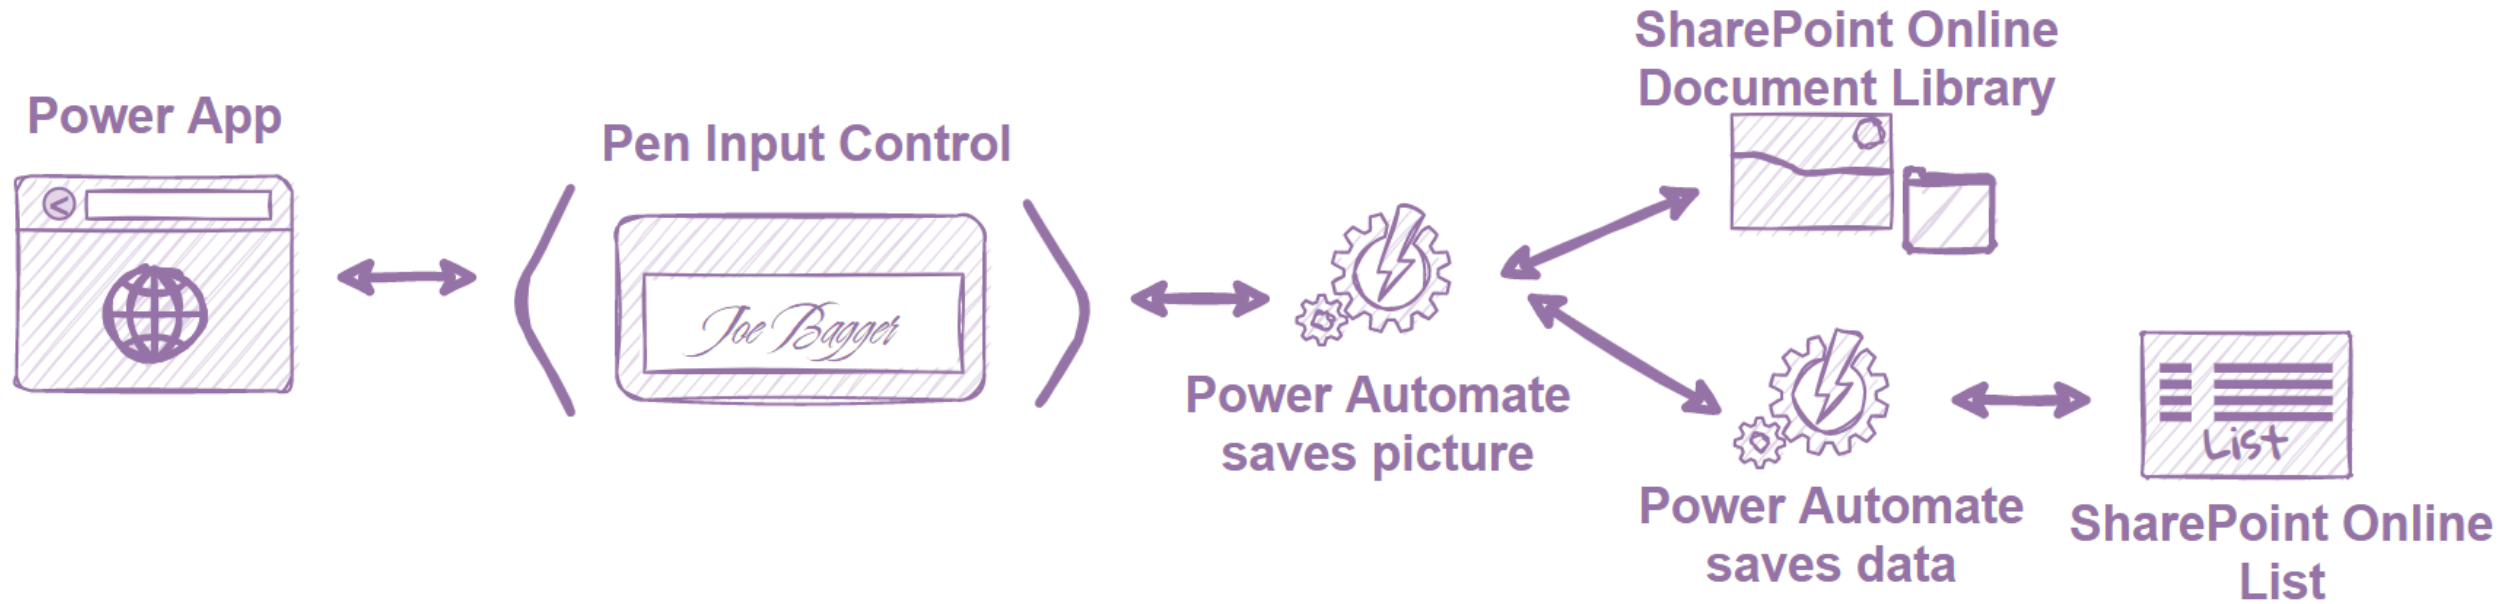 Power App
<
Pen Input Control
Joe Bagger
Power Automate
saves picture
SharePoint Online
Document Library
Power Automate
saves data
List
SharePoint Online
List